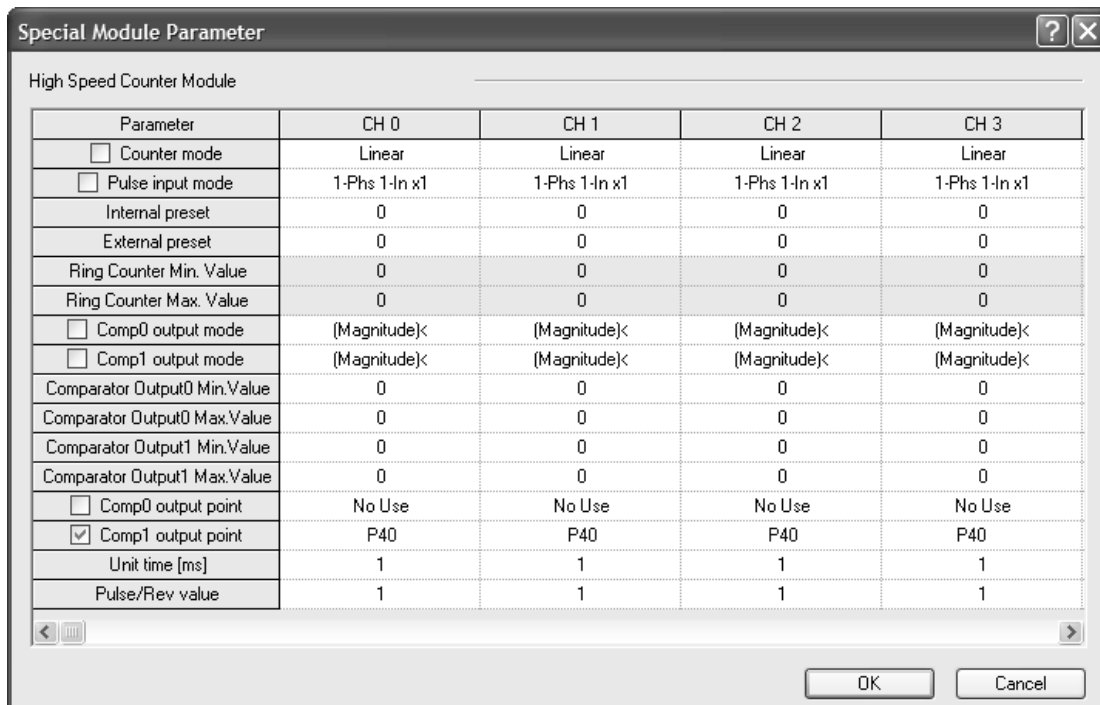 Special Module Parameter
High Speed Counter Module
Parameter CH 0 CH 1 CH 2 CH 3
Counter mode Linear Linear Linear Linear
Pulse input mode 1-Phs 1-In x1 1-Phs 1-In x1 1-Phs 1-In x1 1-Phs 1-In x1
Internal preset 0 0 0 0
External preset 0 0 0 0
Ring Counter Min. Value 0 0 0 0
Ring Counter Max. Value 0 0 0 0
Comp0 output mode (Magnitude)< (Magnitude)< (Magnitude)< (Magnitude)<
Comp1 output mode (Magnitude)< (Magnitude)< (Magnitude)< (Magnitude)<
Comparator Output0 Min.Value 0 0 0 0
Comparator Output0 Max.Value 0 0 0 0
Comparator Output1 Min.Value 0 0 0 0
Comparator Output1 Max.Value 0 0 0 0
Comp0 output point No Use No Use No Use No Use
Comp1 output point P40 P40 P40 P40
Unit time [ms] 1 1 1 1
Pulse/Rev value 1 1 1 1
OK Cancel